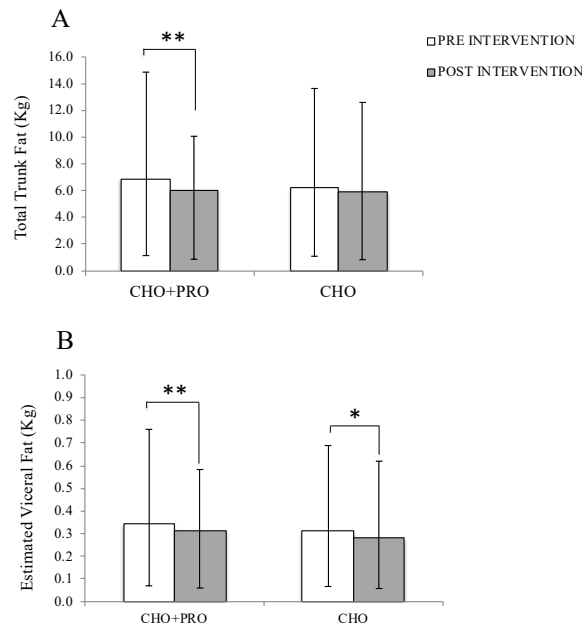 A
**
PRE INTERVENTION
POST INTERVENTION
Total Trunk Fat (Kg)
16.0
14.0
12.0
10.0
8.0
6.0
4.0
2.0
0.0
CHO+PRO
CHO
B
**
*
Estimated Viceral Fat (Kg)
1.0
0.9
0.8
0.7
0.6
0.5
0.4
0.3
0.2
0.1
0.0
CHO+PRO
CHO